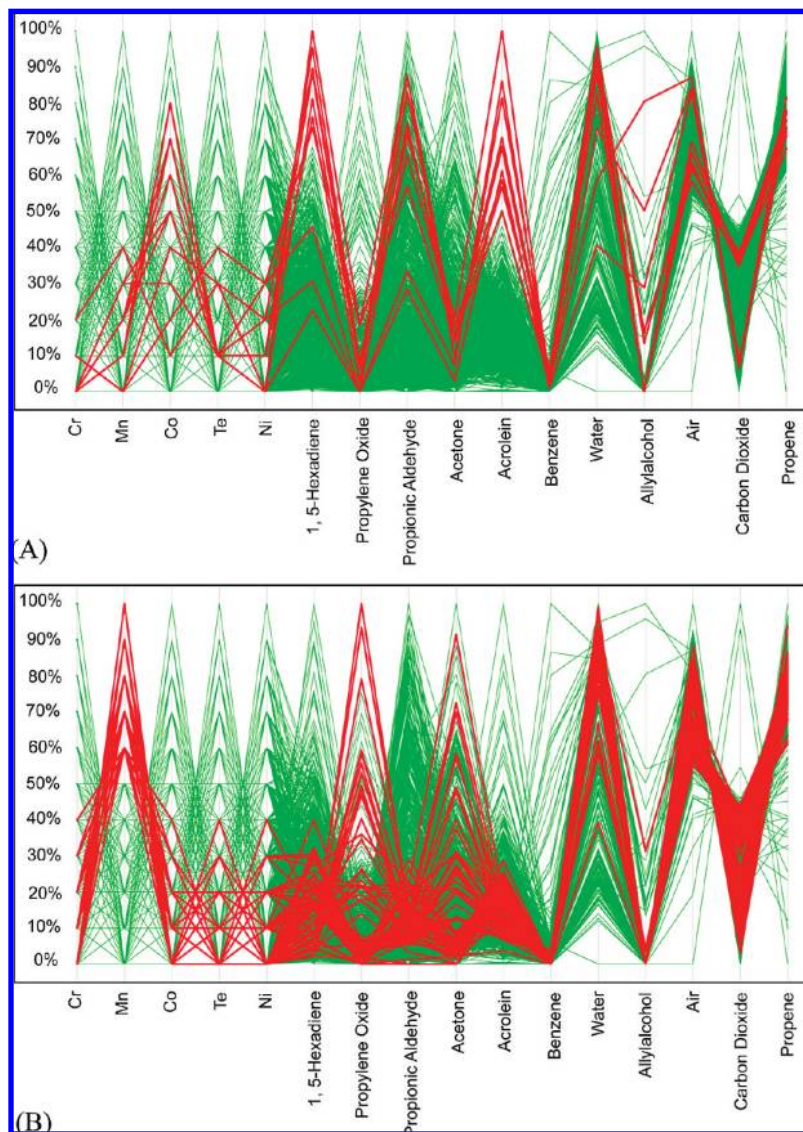 100%
90%
80%
70%
60%
50%
40%
30%
20%
10%
0%
Cr
Mn
Co
Te
Ni
1, 5-Hexadiene
Propylene Oxide
Propionic Aldehyde
Acetone
Acrolein
Benzene
Water
Allylalcohol
Air
Carbon Dioxide
Propene
(A)
100%
90%
80%
70%
60%
50%
40%
30%
20%
10%
0%
Cr
Mn
Co
Te
Ni
1, 5-Hexadiene
Propylene Oxide
Propionic Aldehyde
Acetone
Acrolein
Benzene
Water
Allylalcohol
Air
Carbon Dioxide
Propene
(B)